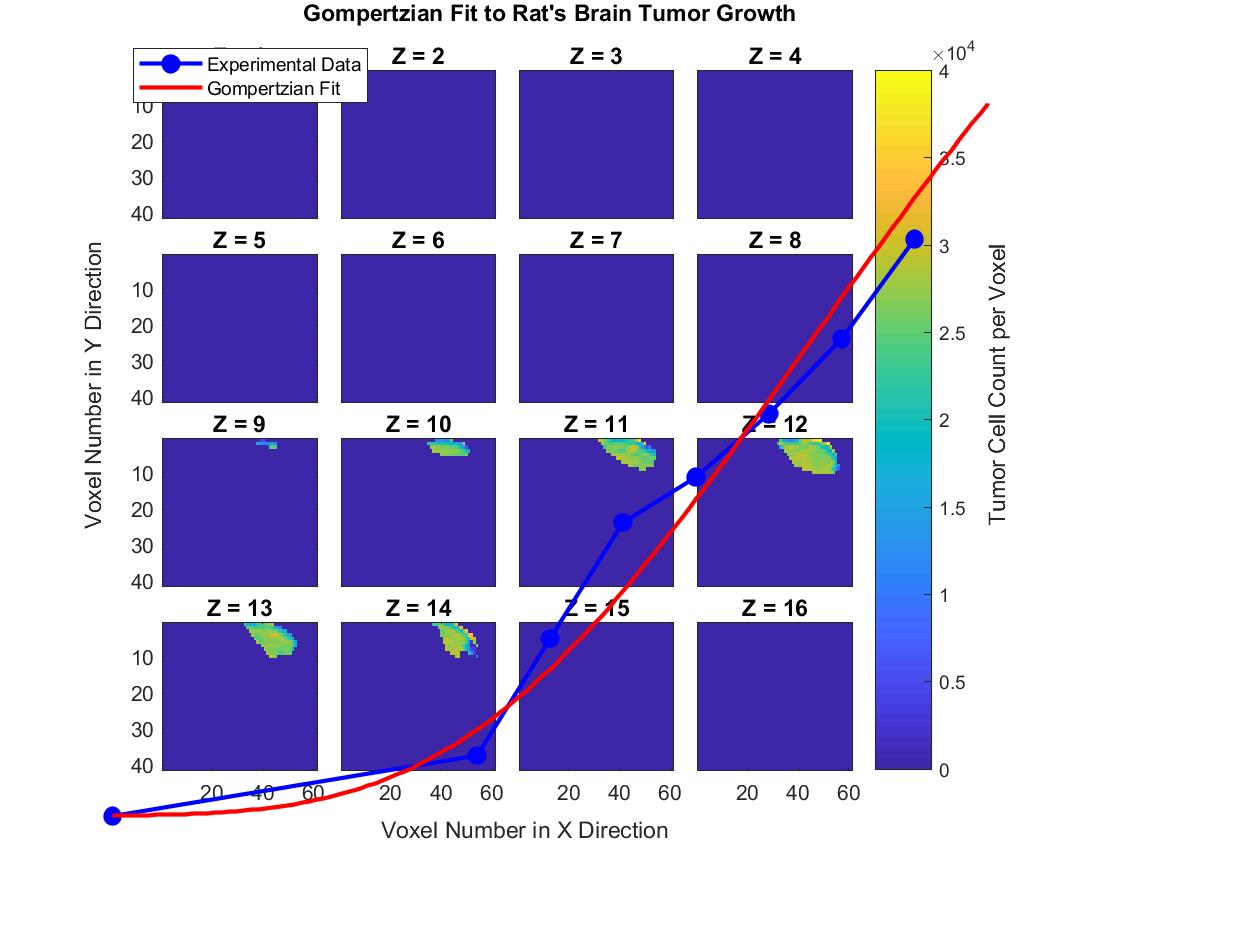 Gompertzian Fit to Rat's Brain Tumor Growth
Experimental Data
Gompertzian Fit
Z = 2
Z = 3
Z = 4
×10^4
10
20
30
40
Z = 5
Z = 6
Z = 7
Z = 8
10
20
30
40
Z = 9
Z = 10
Z = 11
Z = 12
10
20
30
40
Z = 13
Z = 14
Z = 15
Z = 16
10
20
30
40
20 40 60
20 40 60
20 40 60
20 40 60
Voxel Number in X Direction
Voxel Number in Y Direction
4
3.5
3
2.5
2
1.5
1
0.5
0
Tumor Cell Count per Voxel